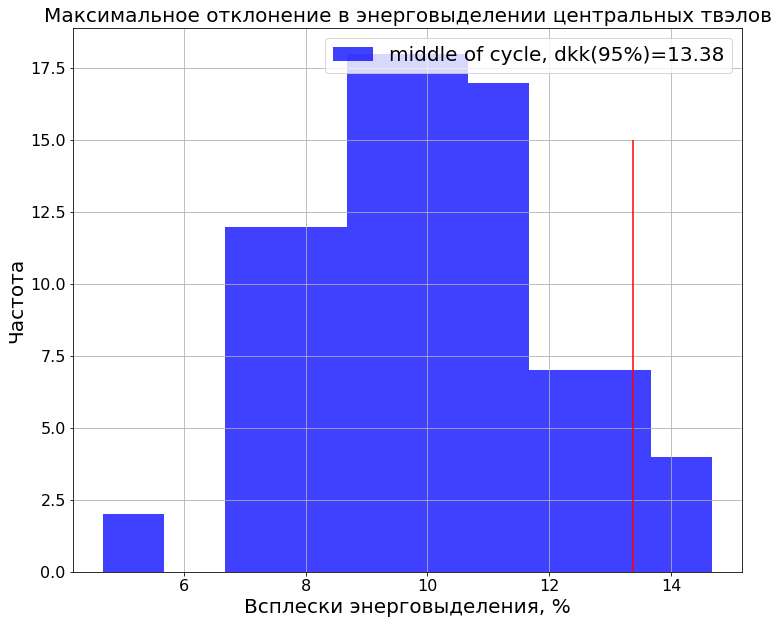 Максимальное отклонение в энерговыделении центральных твэлов
middle of cycle, dkk(95%)=13.38
17.5
15.0
12.5
10.0
7.5
5.0
2.5
0.0
Частота
6 8 10 12 14
Всплески энерговыделения, %